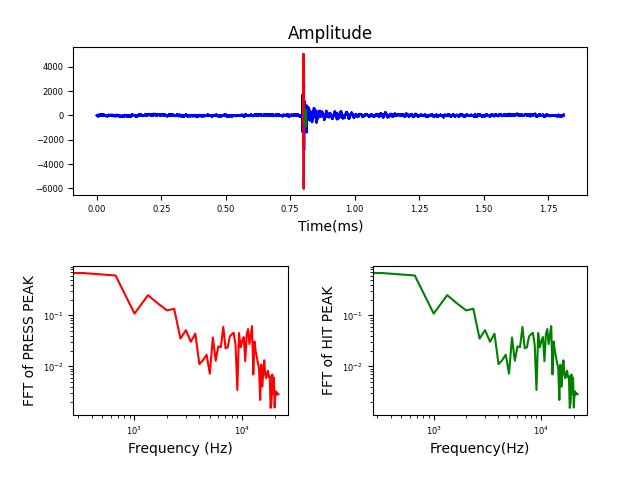 Amplitude
4000
2000
0
−2000
−4000
−6000
0.00 0.25 0.50 0.75 1.00 1.25 1.50 1.75
Time(ms)
FFT of PRESS PEAK
10⁻¹
10⁻²
10³ 10⁴
Frequency (Hz)
FFT of HIT PEAK
10⁻¹
10⁻²
10³ 10⁴
Frequency(Hz)